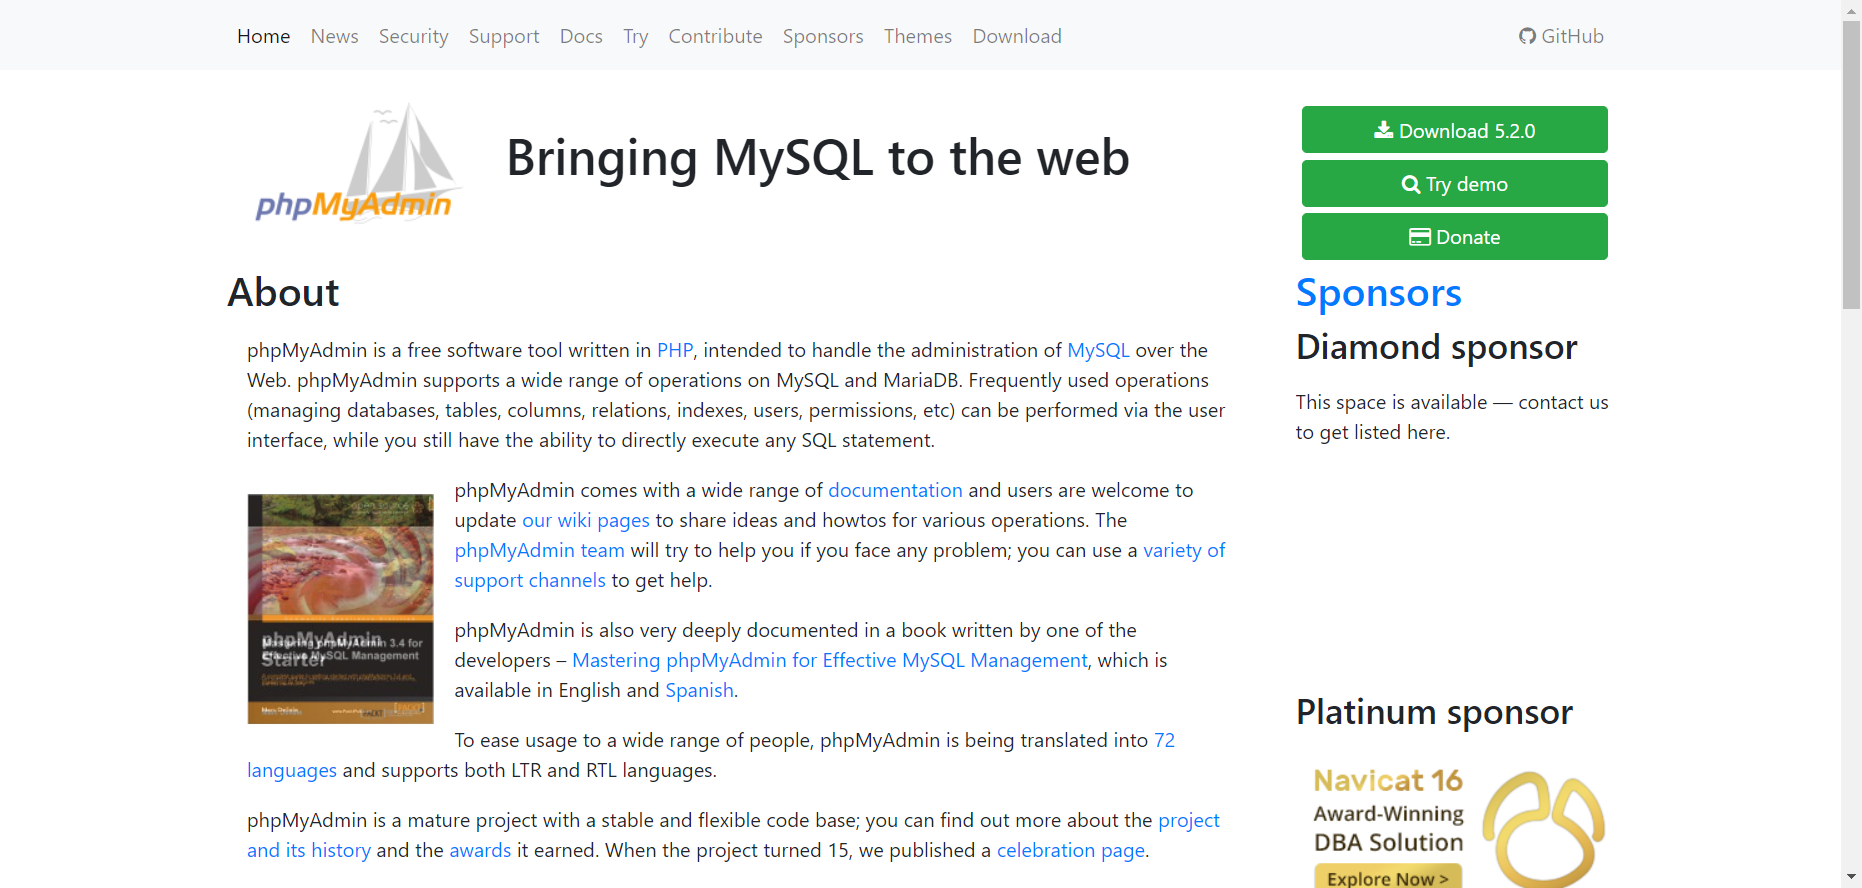 Home News Security Support Docs Try Contribute Sponsors Themes Download GitHub
phpMyAdmin
Bringing MySQL to the web
Download 5.2.0
Try demo
Donate
About
phpMyAdmin is a free software tool written in PHP, intended to handle the administration of MySQL over the
Web. phpMyAdmin supports a wide range of operations on MySQL and MariaDB. Frequently used operations
(managing databases, tables, columns, relations, indexes, users, permissions, etc) can be performed via the user
interface, while you still have the ability to directly execute any SQL statement.
phpMyAdmin comes with a wide range of documentation and users are welcome to
update our wiki pages to share ideas and howtos for various operations. The
phpMyAdmin team will try to help you if you face any problem; you can use a variety of
support channels to get help.
phpMyAdmin
Starter
Mastering phpMyAdmin 3.4 for
Effective MySQL Management
phpMyAdmin is also very deeply documented in a book written by one of the
developers – Mastering phpMyAdmin for Effective MySQL Management, which is
available in English and Spanish.
To ease usage to a wide range of people, phpMyAdmin is being translated into 72
languages and supports both LTR and RTL languages.
phpMyAdmin is a mature project with a stable and flexible code base; you can find out more about the project
and its history and the awards it earned. When the project turned 15, we published a celebration page.
Sponsors
Diamond sponsor
This space is available — contact us
to get listed here.
Platinum sponsor
Navicat 16
Award-Winning
DBA Solution
Explore Now >